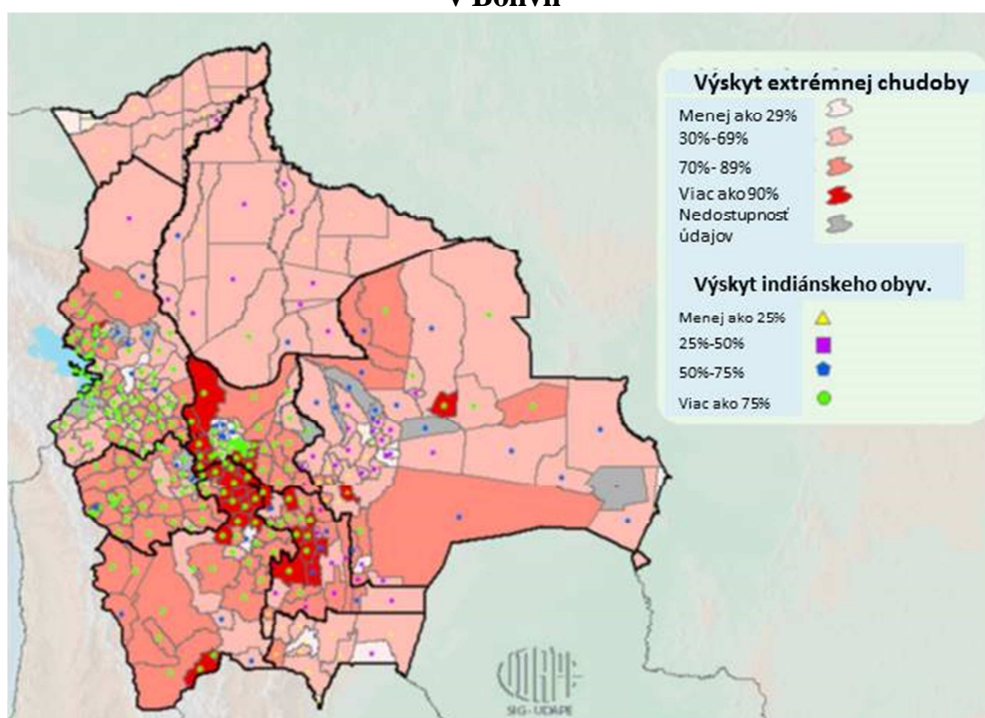 v Bolívii
Výskyt extrémnej chudoby
Menej ako 29%
30%-69%
70%- 89%
Viac ako 90%
Nedostupnosť
údajov
Výskyt indiánskeho obyv.
Menej ako 25%
25%-50%
50%-75%
Viac ako 75%
SIG-UDAPE